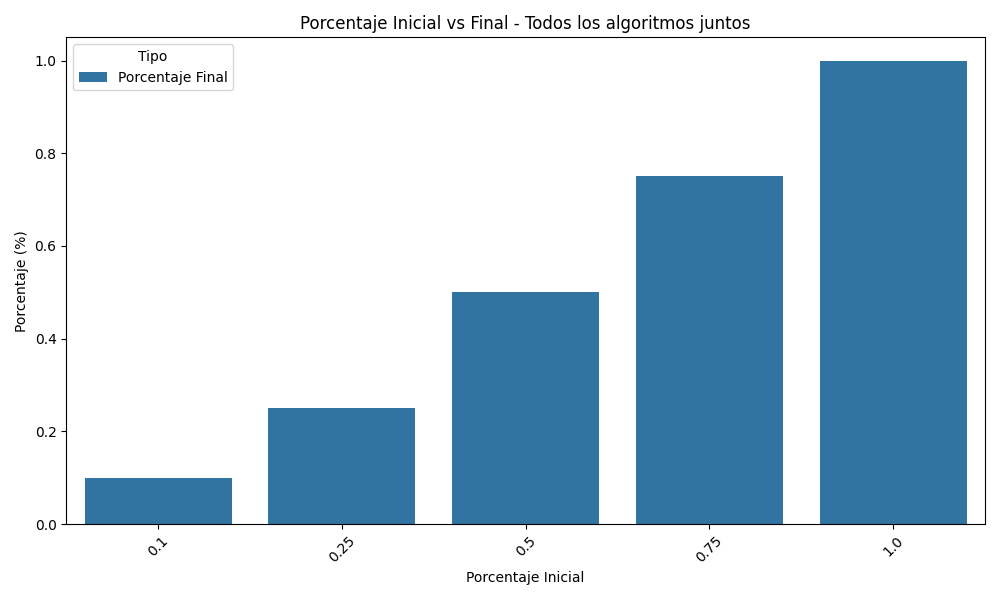 Porcentaje Inicial vs Final - Todos los algoritmos juntos
Tipo
Porcentaje Final
Porcentaje (%)
1.0
0.8
0.6
0.4
0.2
0.0
0.1
0.25
0.5
0.75
1.0
Porcentaje Inicial